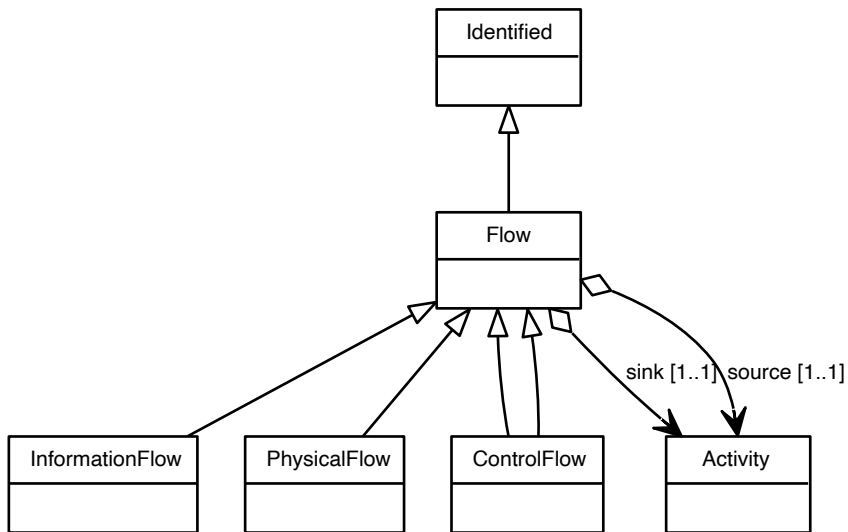 Identified
Flow
sink [1..1] source [1..1]
InformationFlow
PhysicalFlow
ControlFlow
Activity